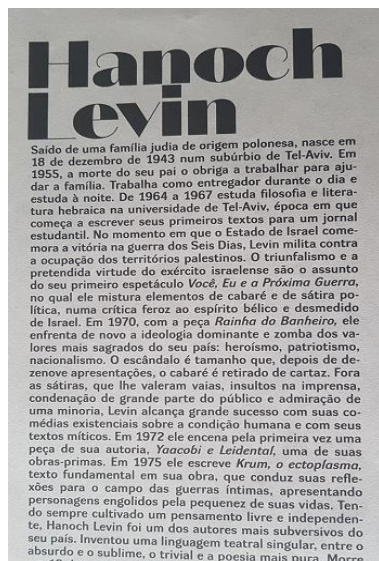 Hanoch
Levin
Saído de uma família judia de origem polonesa, nasce em
18 de dezembro de 1943 num subúrbio de Tel-Aviv. Em
1955, a morte do seu pai o obriga a trabalhar para aju-
dar a família. Trabalha como entregador durante o dia e
estuda à noite. De 1964 a 1967 estuda filosofia e litera-
tura hebraica na universidade de Tel-Aviv, época em que
começa a escrever seus primeiros textos para um jornal
estudantil. No momento em que o Estado de Israel come-
mora a vitória na guerra dos Seis Dias, Levin milita contra
a ocupação dos territórios palestinos. O triunfalismo e a
pretendida virtude do exército israelense são o assunto
do seu primeiro espetáculo Você, Eu e a Próxima Guerra,
no qual ele mistura elementos de cabaré e de sátira po-
lítica, numa crítica feroz ao espírito bélico e desmedido
de Israel. Em 1970, com a peça Rainha do Banheiro, ele
enfrenta de novo a ideologia dominante e zomba dos va-
lores mais sagrados do seu país: heroísmo, patriotismo,
nacionalismo. O escândalo é tamanho que, depois de de-
zenove apresentações, o cabaré é retirado de cartaz. Fora
as sátiras, que lhe valeram vaias, insultos na imprensa,
condenação de grande parte do público e admiração de
uma minoria, Levin alcança grande sucesso com suas co-
médias existenciais sobre a condição humana e com seus
textos míticos. Em 1972 ele encena pela primeira vez uma
peça de sua autoria, Yaacobi e Leidental, uma de suas
obras-primas. Em 1975 ele escreve Krum, o ectoplasma,
texto fundamental em sua obra, que conduz suas refle-
xões para o campo das guerras íntimas, apresentando
personagens engolidos pela pequenez de suas vidas. Ten-
do sempre cultivado um pensamento livre e independen-
te, Hanoch Levin foi um dos autores mais subversivos do
seu país. Inventou uma linguagem teatral singular, entre o
absurdo e o sublime, o trivial e a poesia mais pura. Morre